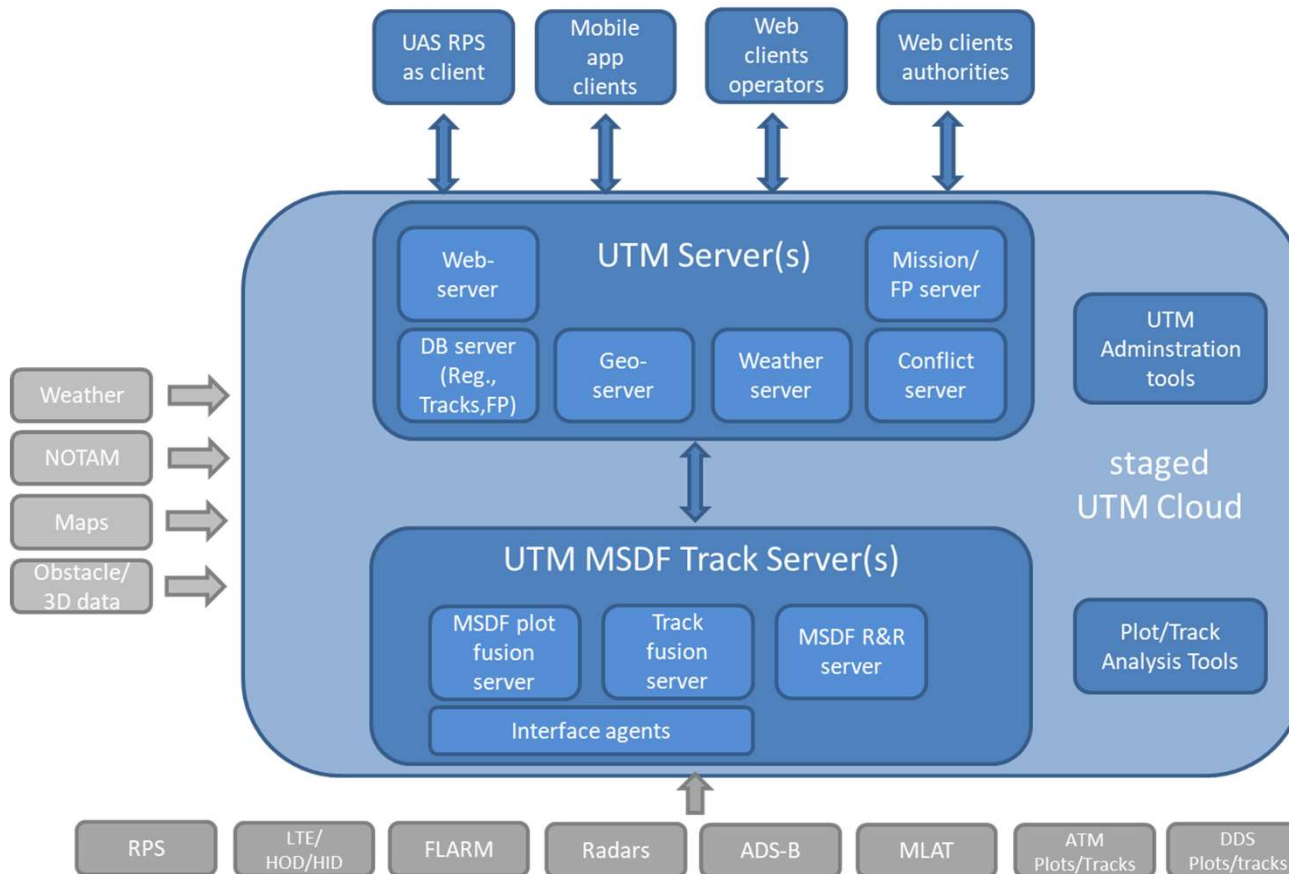 UAS RPS
as client
Mobile
app
clients
Web
clients
operators
Web clients
authorities
UTM Server(s)
Web-
server
Mission/
FP server
DB server
(Reg.,
Tracks,FP)
Geo-
server
Weather
server
Conflict
server
UTM
Adminstration
tools
Weather
NOTAM
Maps
Obstacle/
3D data
staged
UTM Cloud
UTM MSDF Track Server(s)
MSDF plot
fusion
server
Track
fusion
server
MSDF R&R
server
Interface agents
Plot/Track
Analysis Tools
RPS
LTE/
HOD/HID
FLARM
Radars
ADS-B
MLAT
ATM
Plots/Tracks
DDS
Plots/tracks